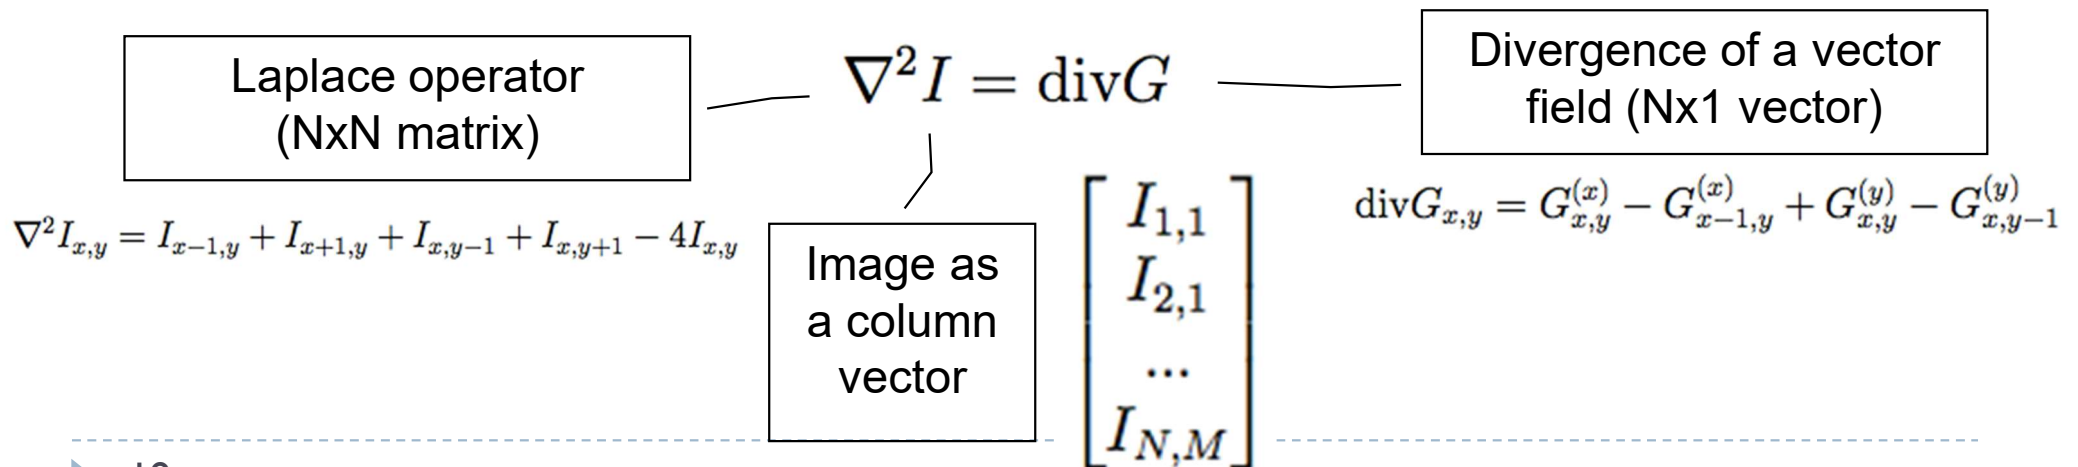 Laplace operator
(NxN matrix)
∇²I = divG
Divergence of a vector
field (Nx1 vector)
∇²I_{x,y} = I_{x−1,y} + I_{x+1,y} + I_{x,y−1} + I_{x,y+1} − 4I_{x,y}
Image as
a column
vector
I_{1,1}
I_{2,1}
...
I_{N,M}
divG_{x,y} = G^{(x)}_{x,y} − G^{(x)}_{x−1,y} + G^{(y)}_{x,y} − G^{(y)}_{x,y−1}